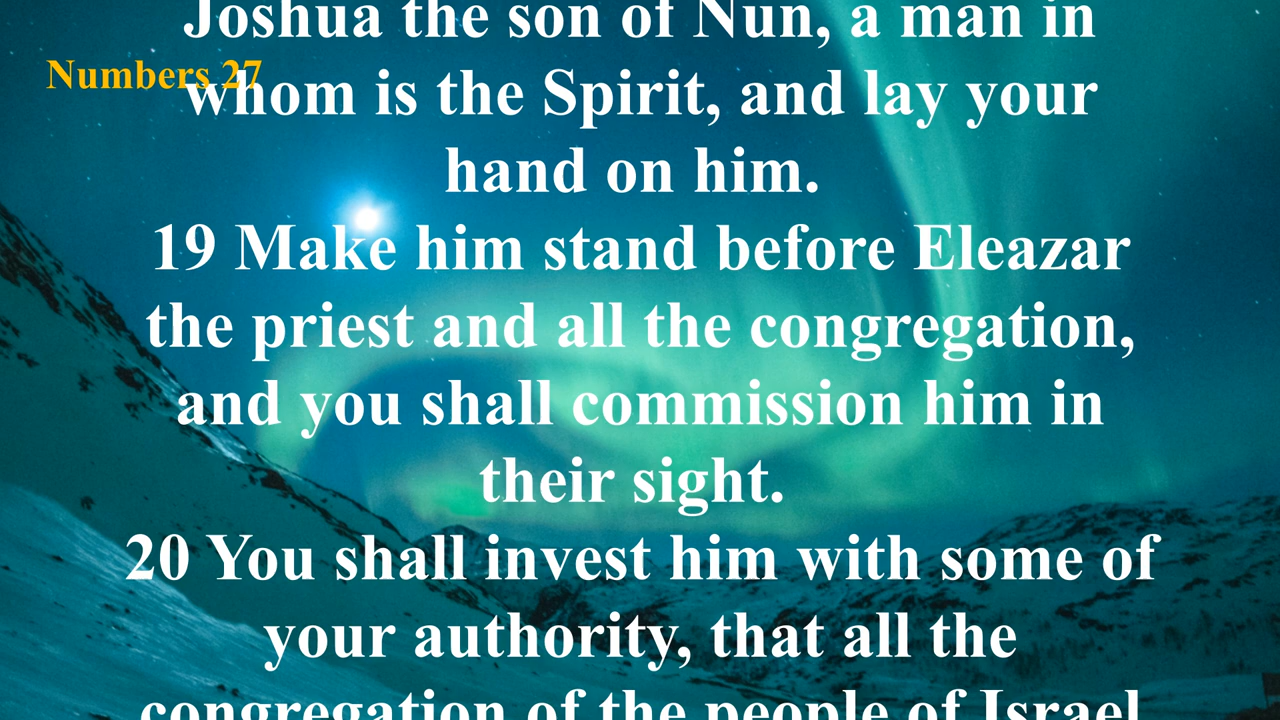 Joshua the son of Nun, a man in
Numbers 27
whom is the Spirit, and lay your
hand on him.
19 Make him stand before Eleazar
the priest and all the congregation,
and you shall commission him in
their sight.
20 You shall invest him with some of
your authority, that all the
congregation of the people of Israel